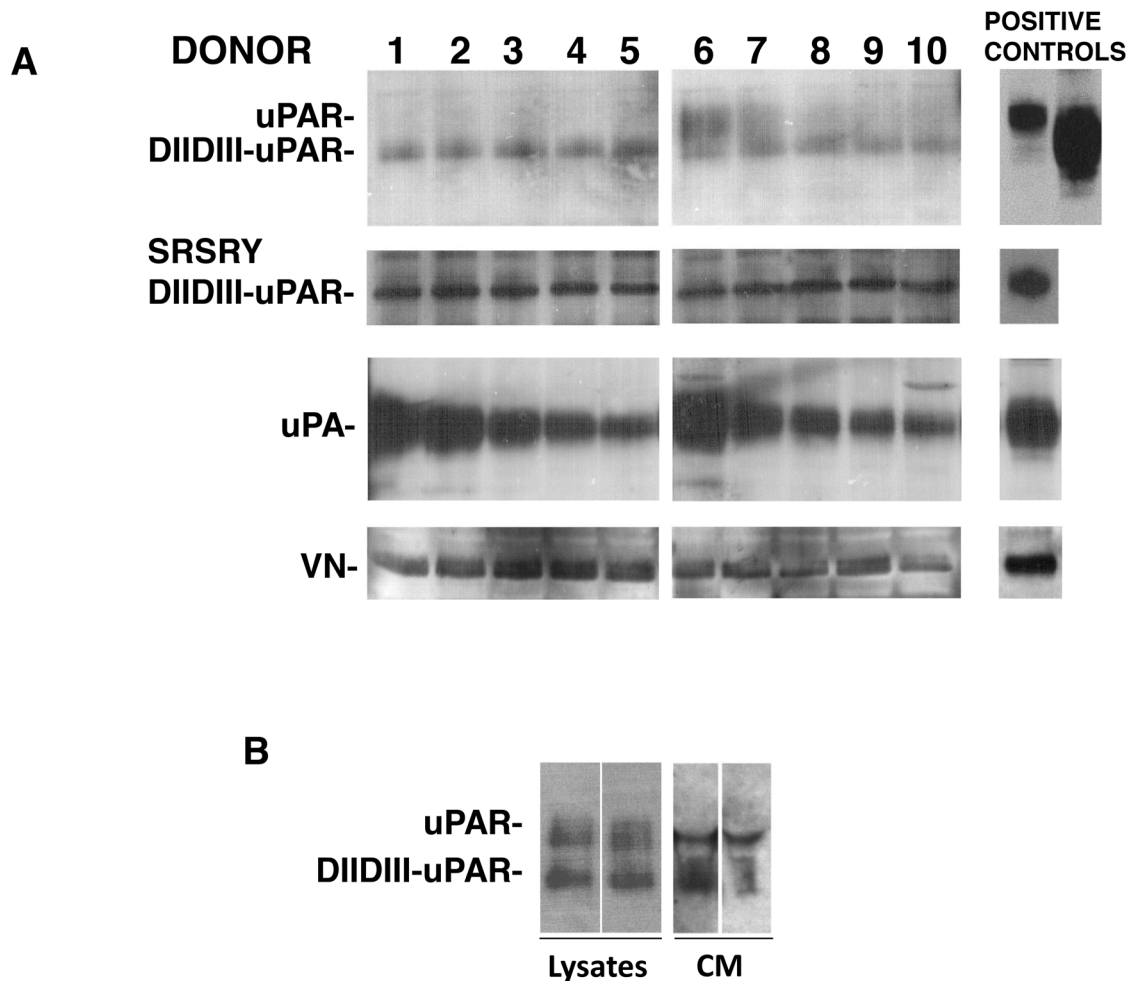 A
DONOR 1 2 3 4 5 6 7 8 9 10
POSITIVE
CONTROLS
uPAR-
DIIDIII-uPAR-
SRSRY
DIIDIII-uPAR-
uPA-
VN-
B
uPAR-
DIIDIII-uPAR-
Lysates CM